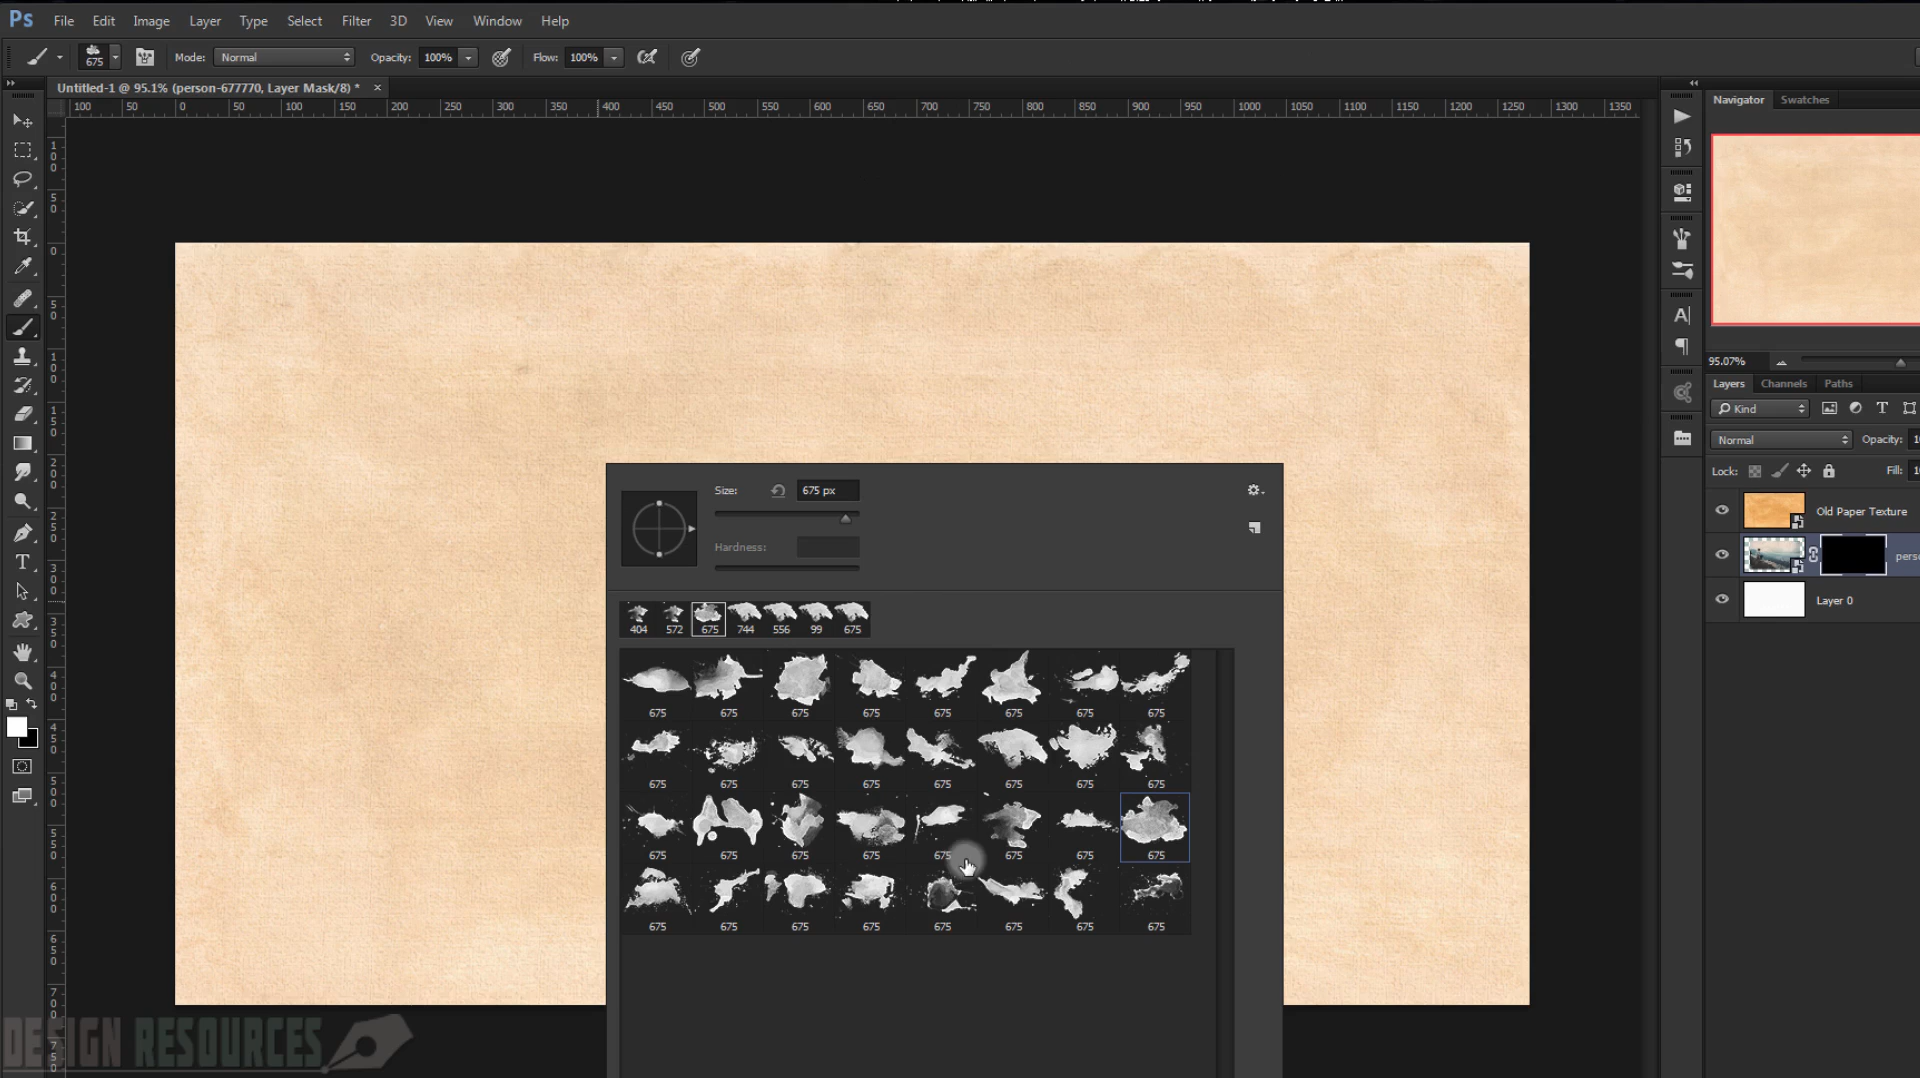 Ps File Edit Image Layer Type Select Filter 3D View Window Help
675 Mode: Normal Opacity: 100% Flow: 100%
Untitled-1 @ 95.1% (person-677770, Layer Mask/8) * ×
100 50 0 50 100 150 200 250 300 350 400 450 500 550 600 650 700 750 800 850 900 950 1000 1050 1100 1150 1200 1250 1300 1350
Navigator Swatches
95.07%
Layers Channels Paths
Kind
Normal Opacity:
Lock: Fill:
Old Paper Texture
pers
Layer 0
Size: 675 px
Hardness:
404 572 675 744 556 99 675
675 675 675 675 675 675 675 675
675 675 675 675 675 675 675 675
675 675 675 675 675 675 675 675
675 675 675 675 675 675 675 675
DESIGN RESOURCES